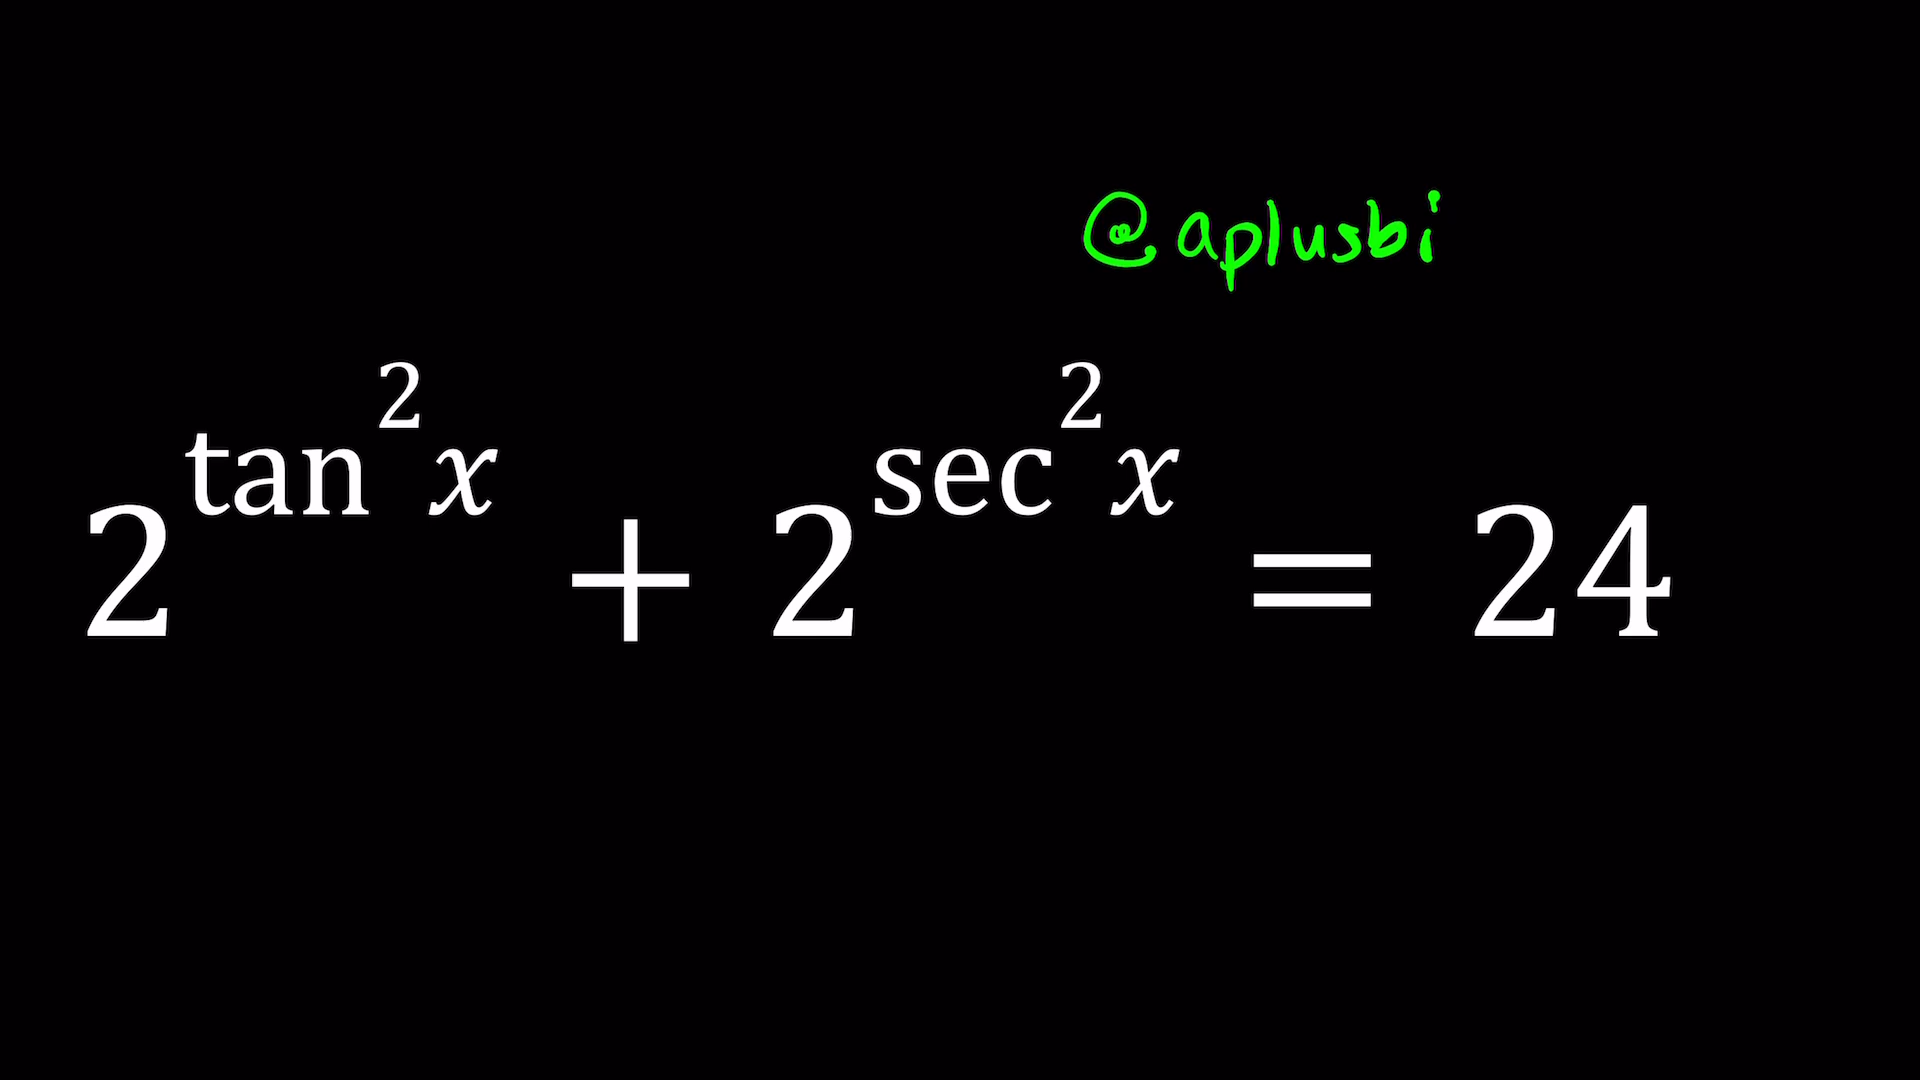 @aplusbi
2^{tan^2 x} + 2^{sec^2 x} = 24